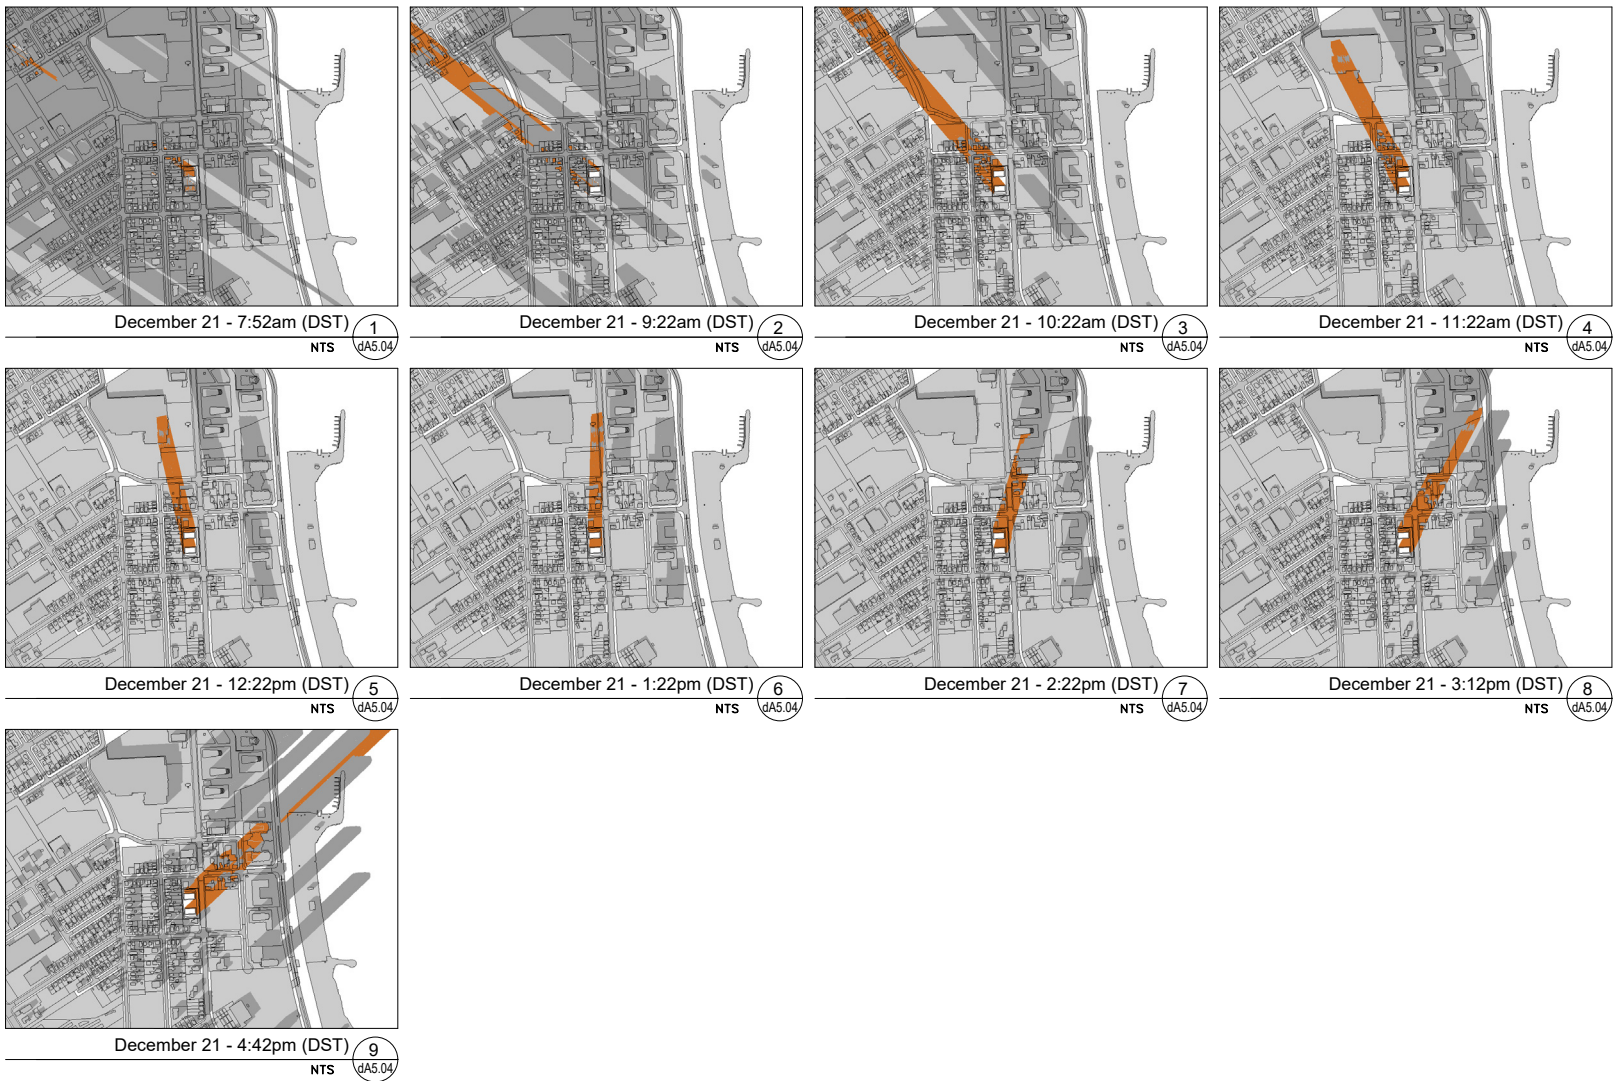 December 21 - 7:52am (DST) 1
NTS dA5.04
December 21 - 9:22am (DST) 2
NTS dA5.04
December 21 - 10:22am (DST) 3
NTS dA5.04
December 21 - 11:22am (DST) 4
NTS dA5.04
December 21 - 12:22pm (DST) 5
NTS dA5.04
December 21 - 1:22pm (DST) 6
NTS dA5.04
December 21 - 2:22pm (DST) 7
NTS dA5.04
December 21 - 3:12pm (DST) 8
NTS dA5.04
December 21 - 4:42pm (DST) 9
NTS dA5.04